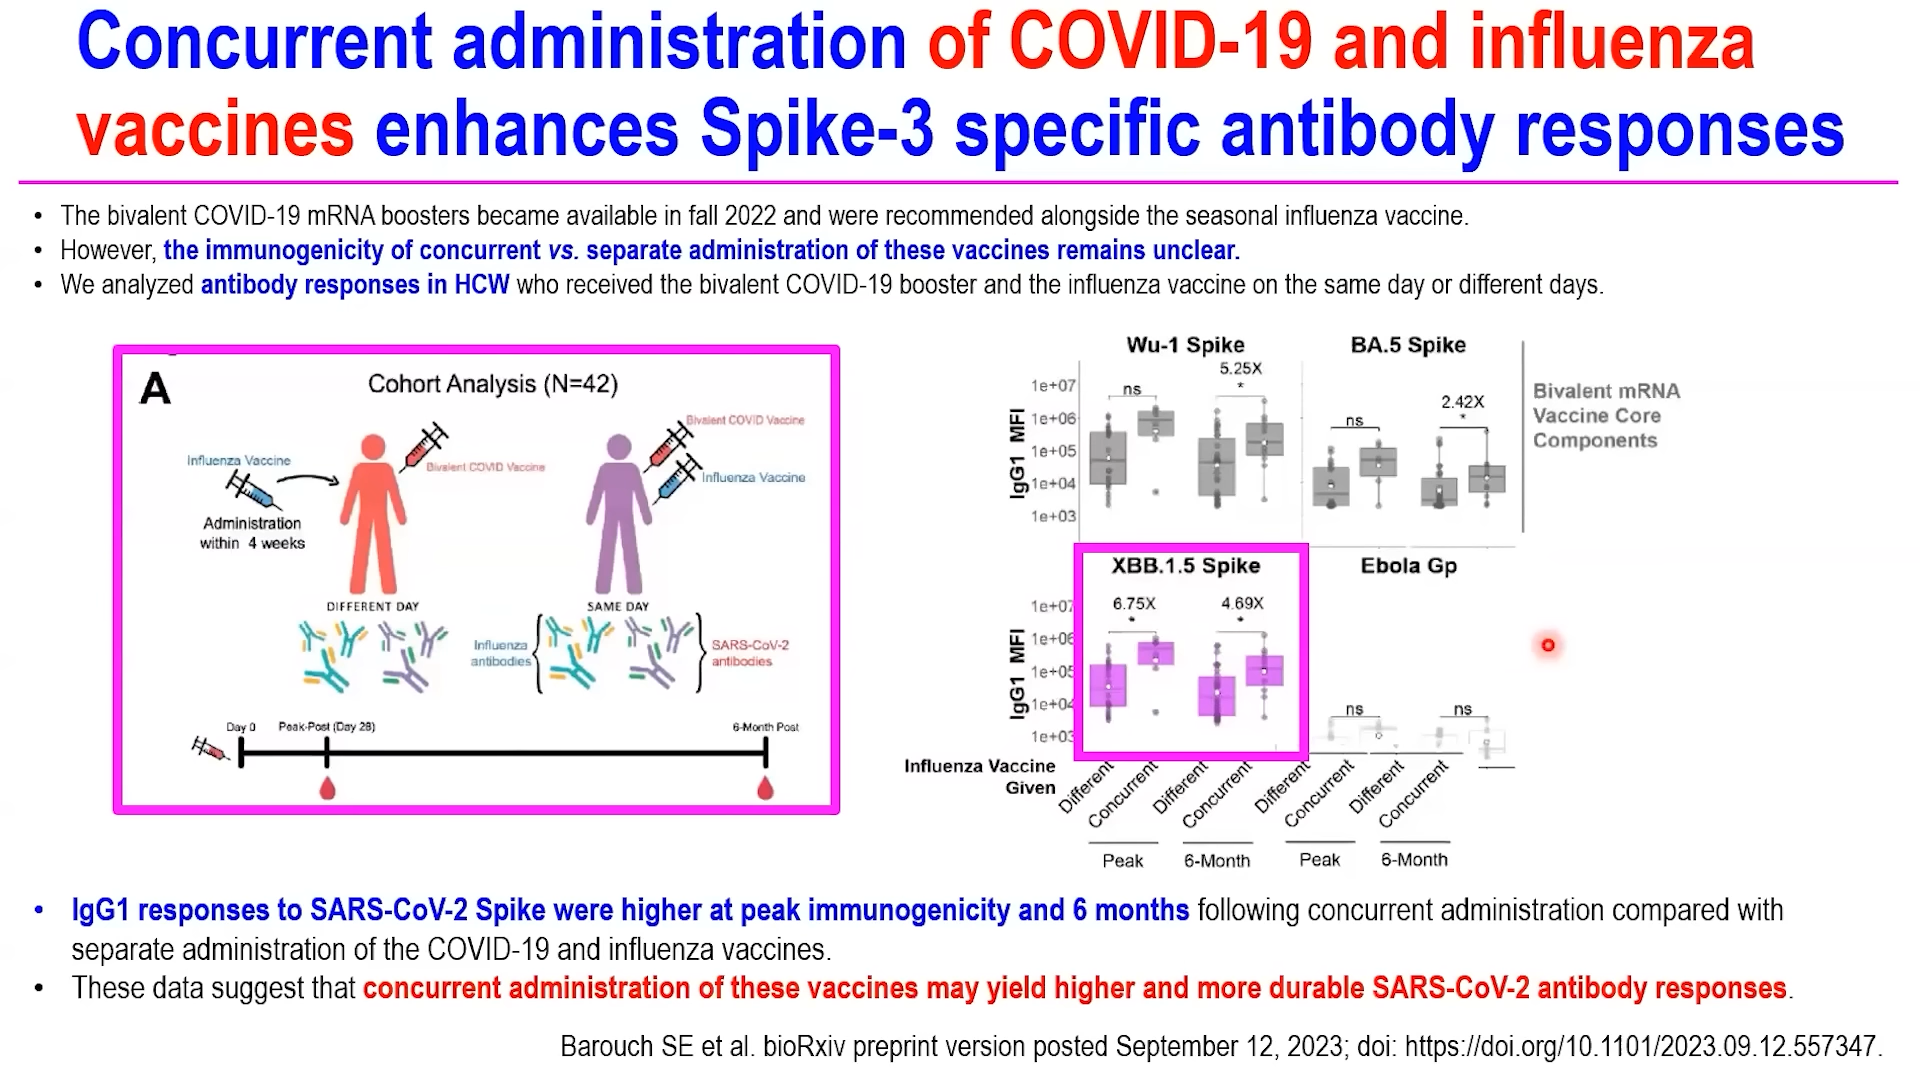 Concurrent administration of COVID-19 and influenza
vaccines enhances Spike-3 specific antibody responses
• The bivalent COVID-19 mRNA boosters became available in fall 2022 and were recommended alongside the seasonal influenza vaccine.
• However, the immunogenicity of concurrent vs. separate administration of these vaccines remains unclear.
• We analyzed antibody responses in HCW who received the bivalent COVID-19 booster and the influenza vaccine on the same day or different days.
A
Cohort Analysis (N=42)
Influenza Vaccine
Bivalent COVID Vaccine
Administration
within 4 weeks
Bivalent COVID Vaccine
Influenza Vaccine
DIFFERENT DAY
SAME DAY
Influenza
antibodies
SARS-CoV-2
antibodies
Day 0
Peak-Post (Day 28)
6-Month Post
Wu-1 Spike
BA.5 Spike
IgG1 MFI
1e+07
1e+06
1e+05
1e+04
1e+03
ns
5.25X
*
ns
2.42X
*
Bivalent mRNA
Vaccine Core
Components
XBB.1.5 Spike
Ebola Gp
IgG1 MFI
1e+07
1e+06
1e+05
1e+04
1e+03
6.75X
*
4.69X
*
ns
ns
Influenza Vaccine
Given
Different
Concurrent
Different
Concurrent
Different
Concurrent
Different
Concurrent
Peak
6-Month
Peak
6-Month
• IgG1 responses to SARS-CoV-2 Spike were higher at peak immunogenicity and 6 months following concurrent administration compared with
separate administration of the COVID-19 and influenza vaccines.
• These data suggest that concurrent administration of these vaccines may yield higher and more durable SARS-CoV-2 antibody responses.
Barouch SE et al. bioRxiv preprint version posted September 12, 2023; doi: https://doi.org/10.1101/2023.09.12.557347.